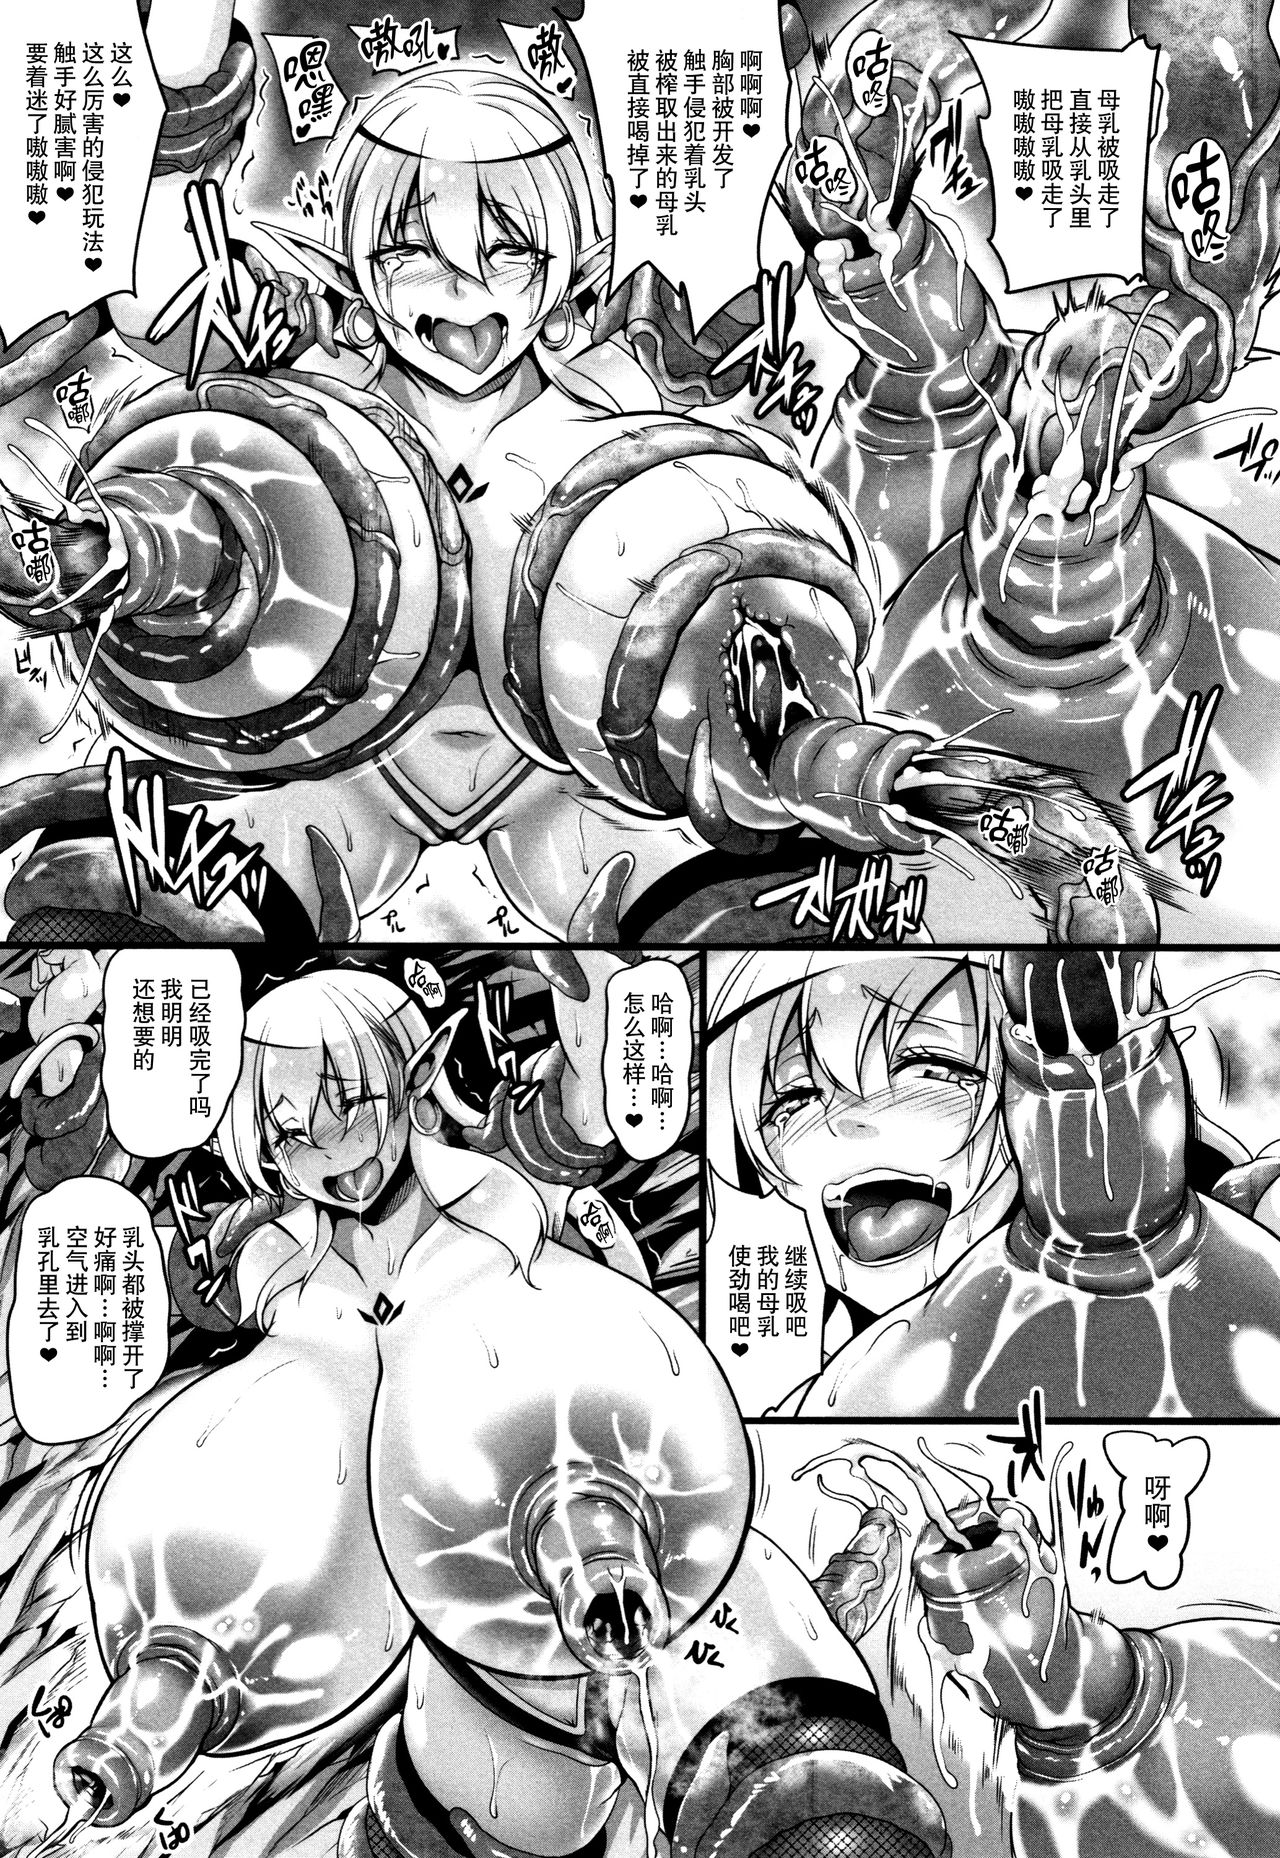 母乳被吸走了
直接从乳头里
把母乳吸走了
嗷嗷嗷嗷♥
咕咚
咕咚
咕咚
啊啊啊♥
胸部被开发了
触手侵犯着乳头
被榨取出来的母乳
被直接喝掉了♥
嗷
嗷吼♥
嗯嘿
这么♥
这么厉害的侵犯玩法♥
触手好腻害啊♥
要着迷了嗷嗷嗷♥
咕嘟
咕嘟
咕嘟
咕嘟
继续吸吧
我的母乳
使劲喝吧♥
哈啊…哈啊…
怎么这样…♥
哈啊
已经吸完了吗
我明明
还想要的
哈啊
乳头都被撑开了
好痛啊…啊啊…
空气进入到
乳孔里去了♥
呀啊♥